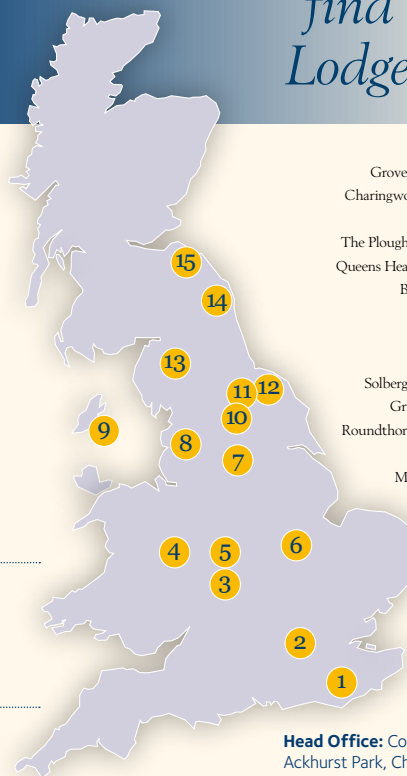 find
Lodge
Grove
Charingwo
The Plough
Queens Hea
B
Solberg
Gr
Roundthor
M
15
14
13
12
11
10
9
8
7
6
5
4
3
2
1
Head Office: Co
Ackhurst Park, Ch